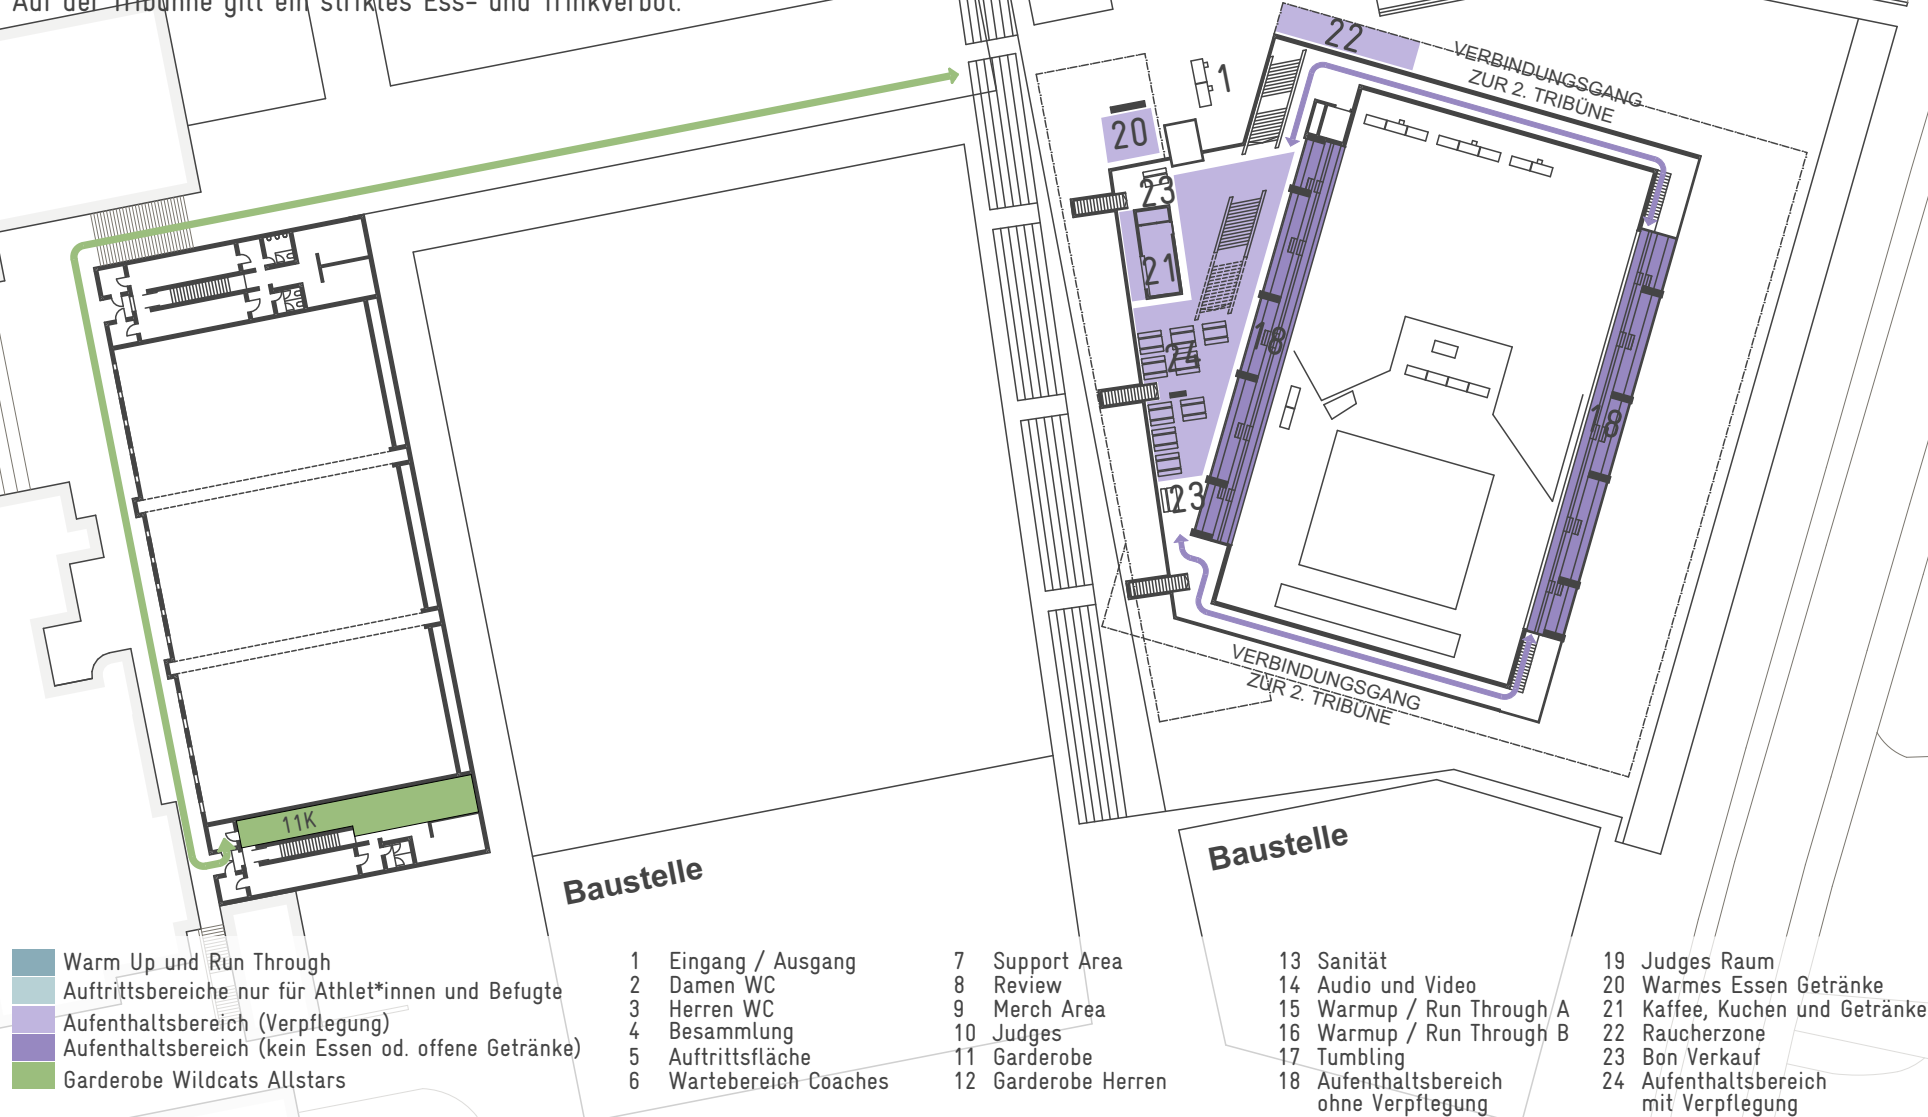 Auf der Tribühne gilt ein striktes Ess- und Trinkverbot.
22
VERBINDUNGSGANG
ZUR 2. TRIBÜNE
1
20
23
21
24
18
18
23
VERBINDUNGSGANG
ZUR 2. TRIBÜNE
11K
Baustelle
Baustelle
Warm Up und Run Through
Auftrittsbereiche nur für Athlet*innen und Befugte
Aufenthaltsbereich (Verpflegung)
Aufenthaltsbereich (kein Essen od. offene Getränke)
Garderobe Wildcats Allstars
1 Eingang / Ausgang
2 Damen WC
3 Herren WC
4 Besammlung
5 Auftrittsfläche
6 Wartebereich Coaches
7 Support Area
8 Review
9 Merch Area
10 Judges
11 Garderobe
12 Garderobe Herren
13 Sanität
14 Audio und Video
15 Warmup / Run Through A
16 Warmup / Run Through B
17 Tumbling
18 Aufenthaltsbereich
ohne Verpflegung
19 Judges Raum
20 Warmes Essen Getränke
21 Kaffee, Kuchen und Getränke
22 Raucherzone
23 Bon Verkauf
24 Aufenthaltsbereich
mit Verpflegung